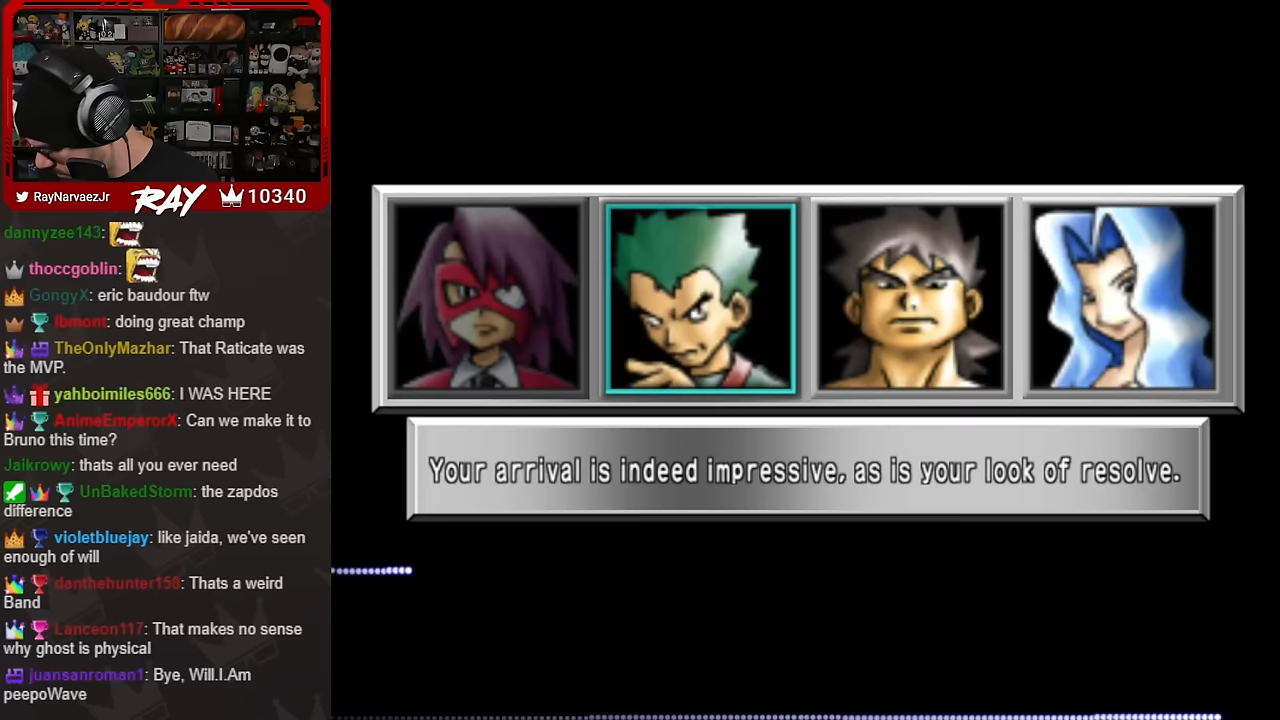 RayNarvaezJr RAY 10340
dannyzee143:
thoccgoblin:
GongyX: eric baudour ftw
lbmont: doing great champ
TheOnlyMazhar: That Raticate was
the MVP.
yahboimiles666: I WAS HERE
AnimeEmperorX: Can we make it to
Bruno this time?
Jaikrowy: thats all you ever need
UnBakedStorm: the zapdos
difference
violetbluejay: like jaida, we've seen
enough of will
danthehunter158: Thats a weird
Band
Lanceon117: That makes no sense
why ghost is physical
juansanroman1: Bye, Will.I.Am
peepoWave
Your arrival is indeed impressive, as is your look of resolve.